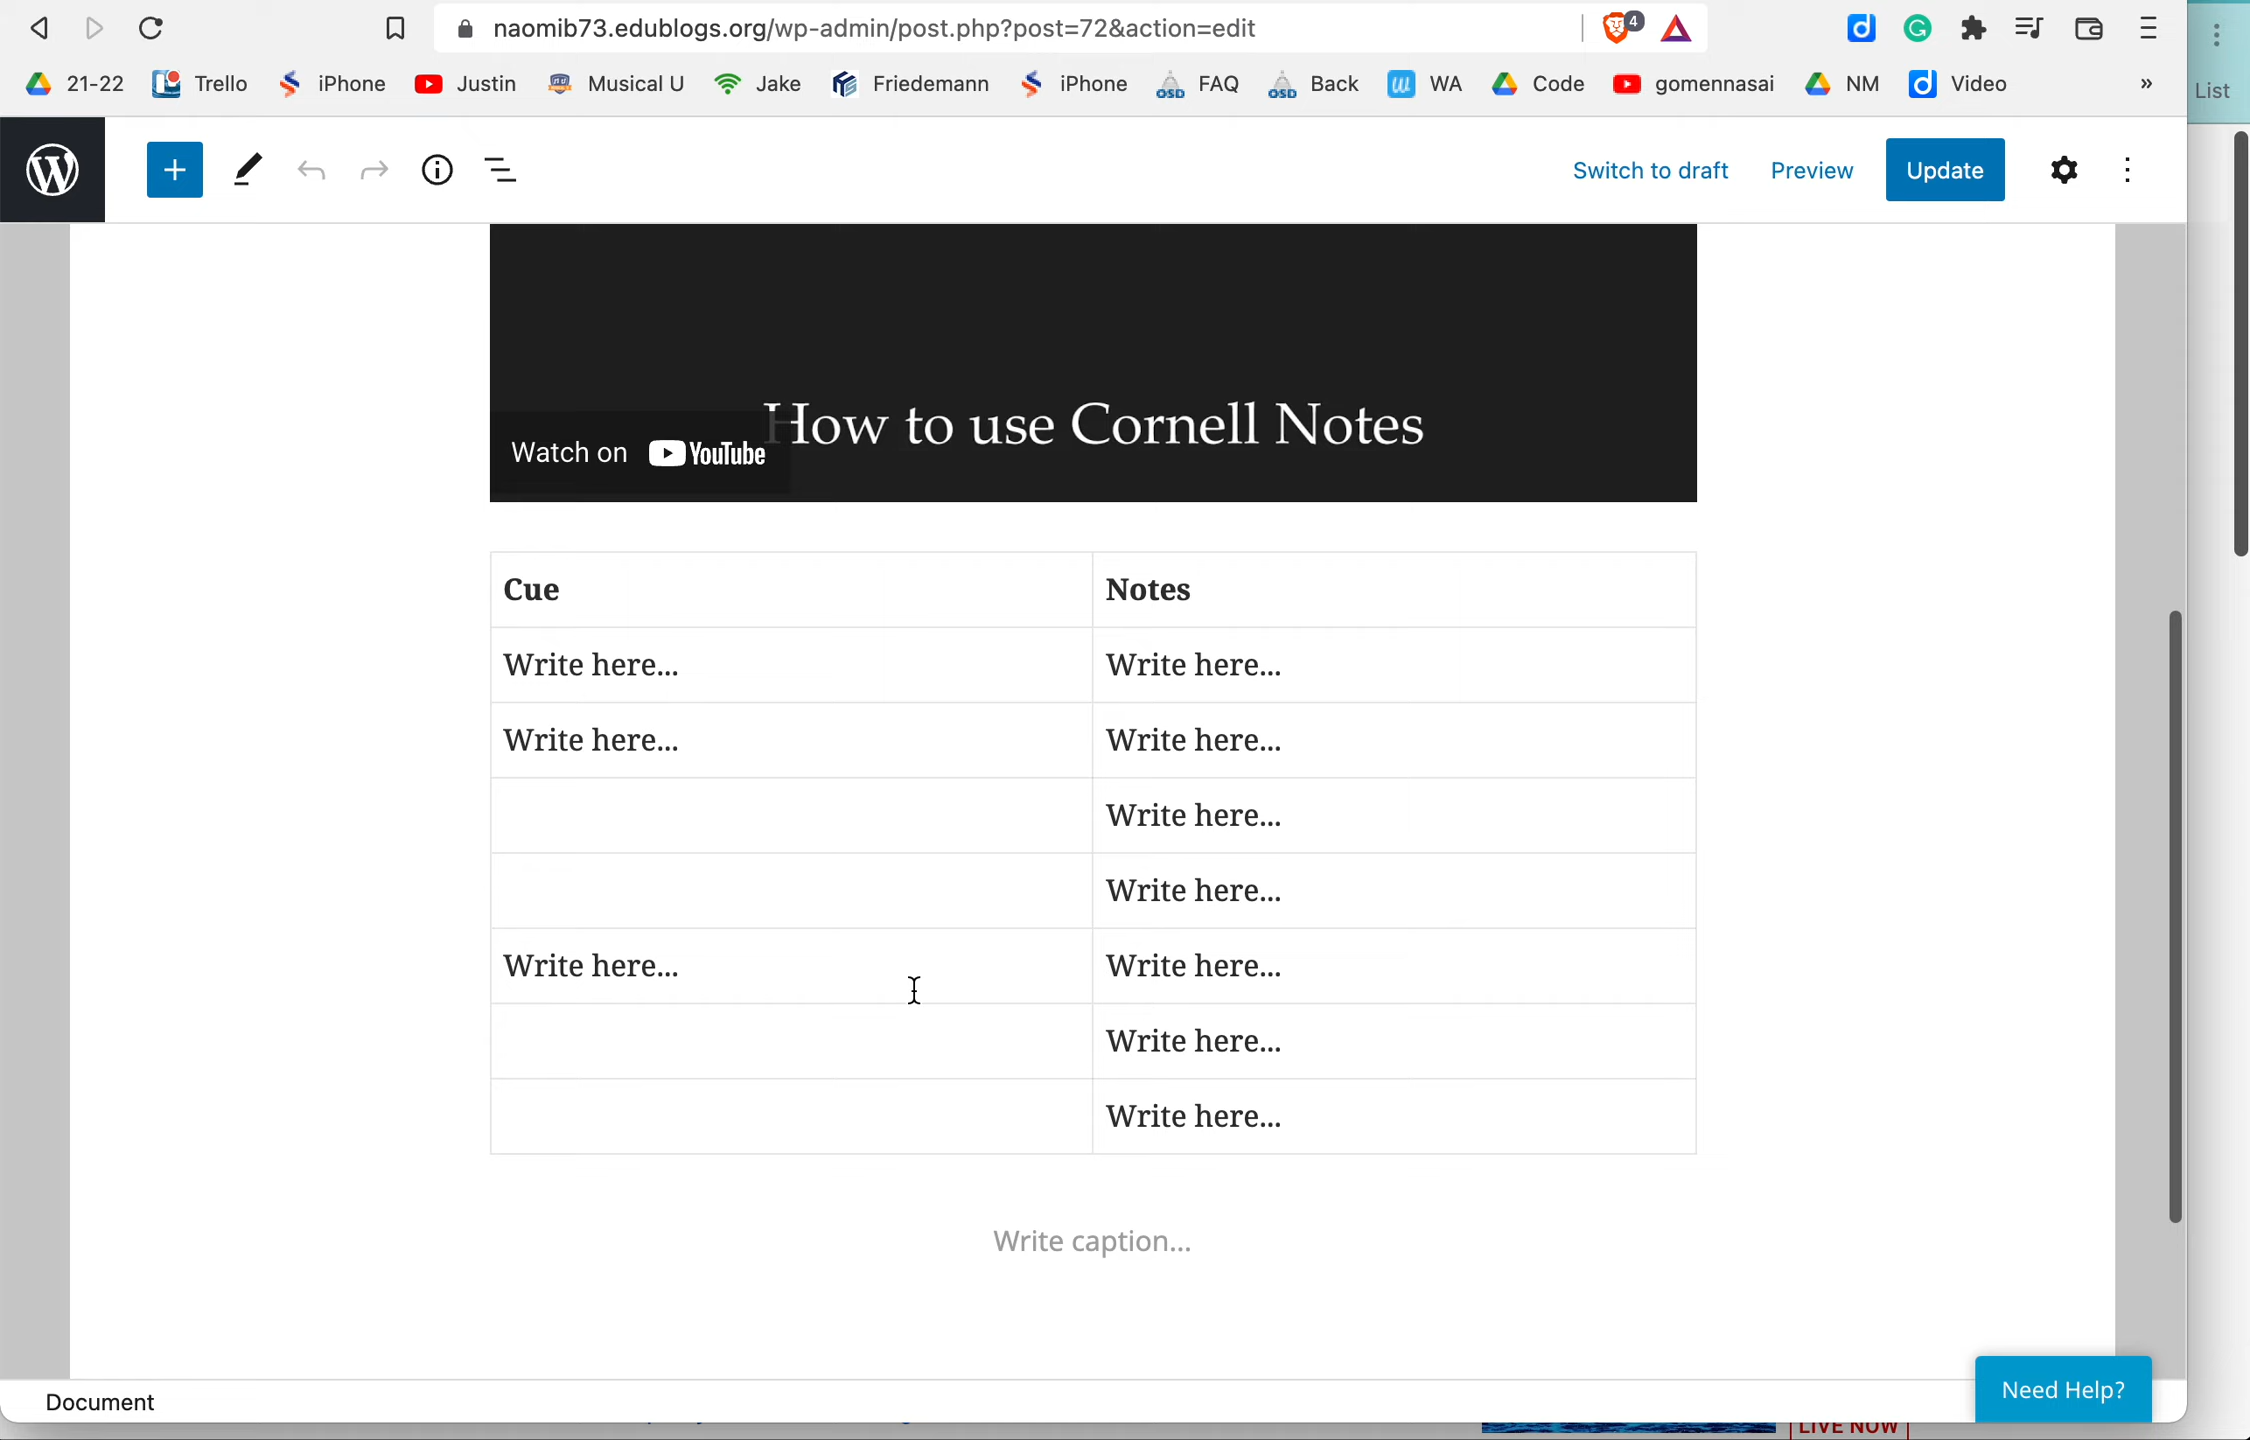 naomib73.edublogs.org/wp-admin/post.php?post=72&action=edit
4
21-22 Trello iPhone Justin Musical U Jake Friedemann iPhone FAQ Back WA Code gomennasai NM Video »
List
Switch to draft Preview Update
How to use Cornell Notes
Watch on YouTube
Cue Notes
Write here... Write here...
Write here... Write here...
Write here...
Write here...
Write here... Write here...
Write here...
Write here...
Write caption...
Need Help?
Document
LIVE NOW